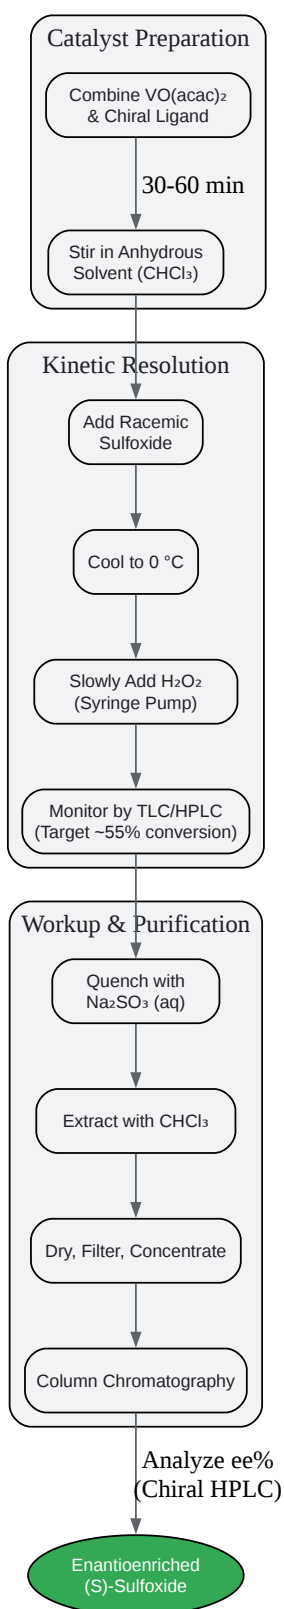 Catalyst Preparation
Combine VO(acac)₂
& Chiral Ligand
30-60 min
Stir in Anhydrous
Solvent (CHCl₃)
Kinetic Resolution
Add Racemic
Sulfoxide
Cool to 0 °C
Slowly Add H₂O₂
(Syringe Pump)
Monitor by TLC/HPLC
(Target ~55% conversion)
Workup & Purification
Quench with
Na₂SO₃ (aq)
Extract with CHCl₃
Dry, Filter, Concentrate
Column Chromatography
Analyze ee%
(Chiral HPLC)
Enantioenriched
(S)-Sulfoxide